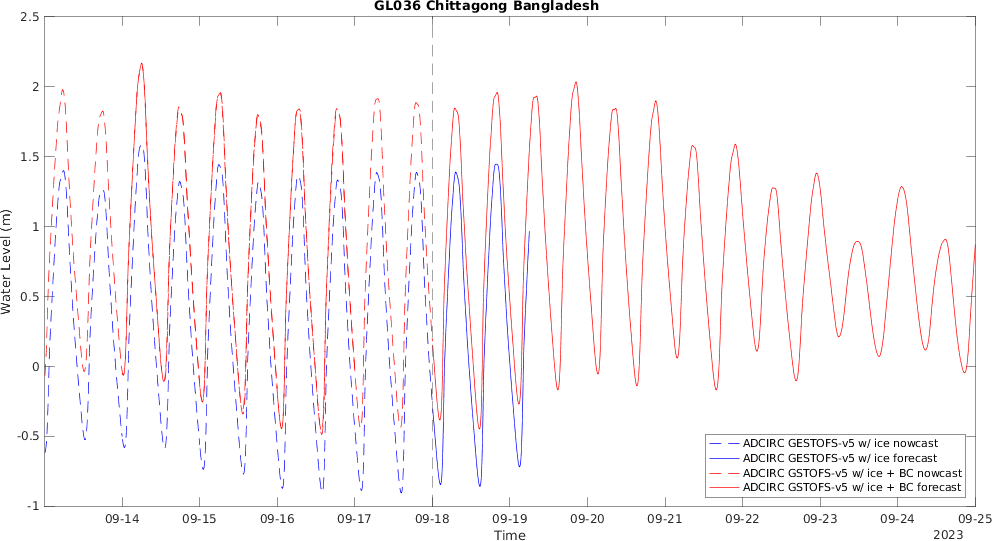 GL036 Chittagong Bangladesh
2.5
2
1.5
1
0.5
0
-0.5
-1
Water Level (m)
ADCIRC GESTOFS-v5 w/ ice nowcast
ADCIRC GESTOFS-v5 w/ ice forecast
ADCIRC GSTOFS-v5 w/ ice + BC nowcast
ADCIRC GSTOFS-v5 w/ ice + BC forecast
09-14 09-15 09-16 09-17 09-18 09-19 09-20 09-21 09-22 09-23 09-24 09-25
Time
2023